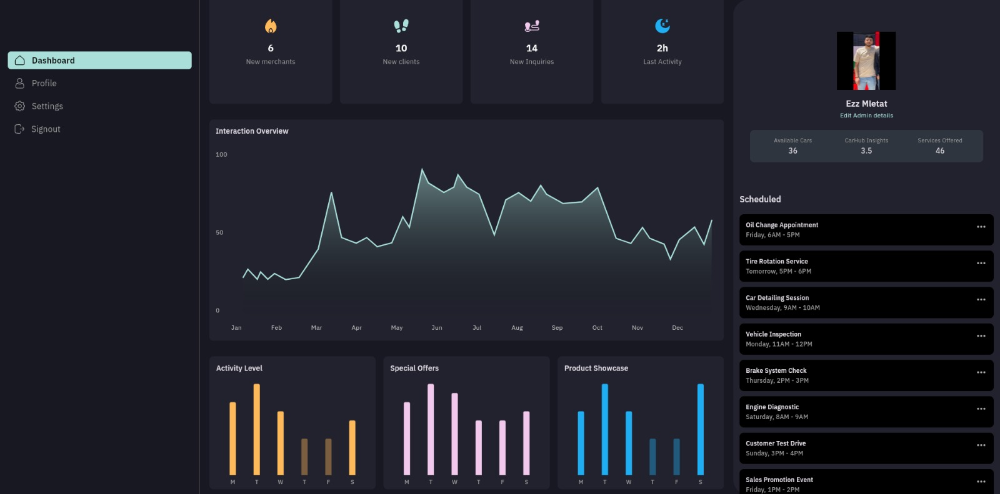 Dashboard
Profile
Settings
Signout
6
New merchants
10
New clients
14
New Inquiries
2h
Last Activity
Interaction Overview
100
50
0
Jan Feb Mar Apr May Jun Jul Aug Sep Oct Nov Dec
Activity Level
M T W T F S
Special Offers
M T W T F S
Product Showcase
M T W T F S
Ezz Mletat
Edit Admin details
Available Cars CarHub Insights Services Offered
36 3.5 46
Scheduled
Oil Change Appointment
Friday, 6AM - 5PM
Tire Rotation Service
Tomorrow, 5PM - 6PM
Car Detailing Session
Wednesday, 9AM - 10AM
Vehicle Inspection
Monday, 11AM - 12PM
Brake System Check
Thursday, 2PM - 3PM
Engine Diagnostic
Saturday, 8AM - 9AM
Customer Test Drive
Sunday, 3PM - 4PM
Sales Promotion Event
Friday, 1PM - 2PM